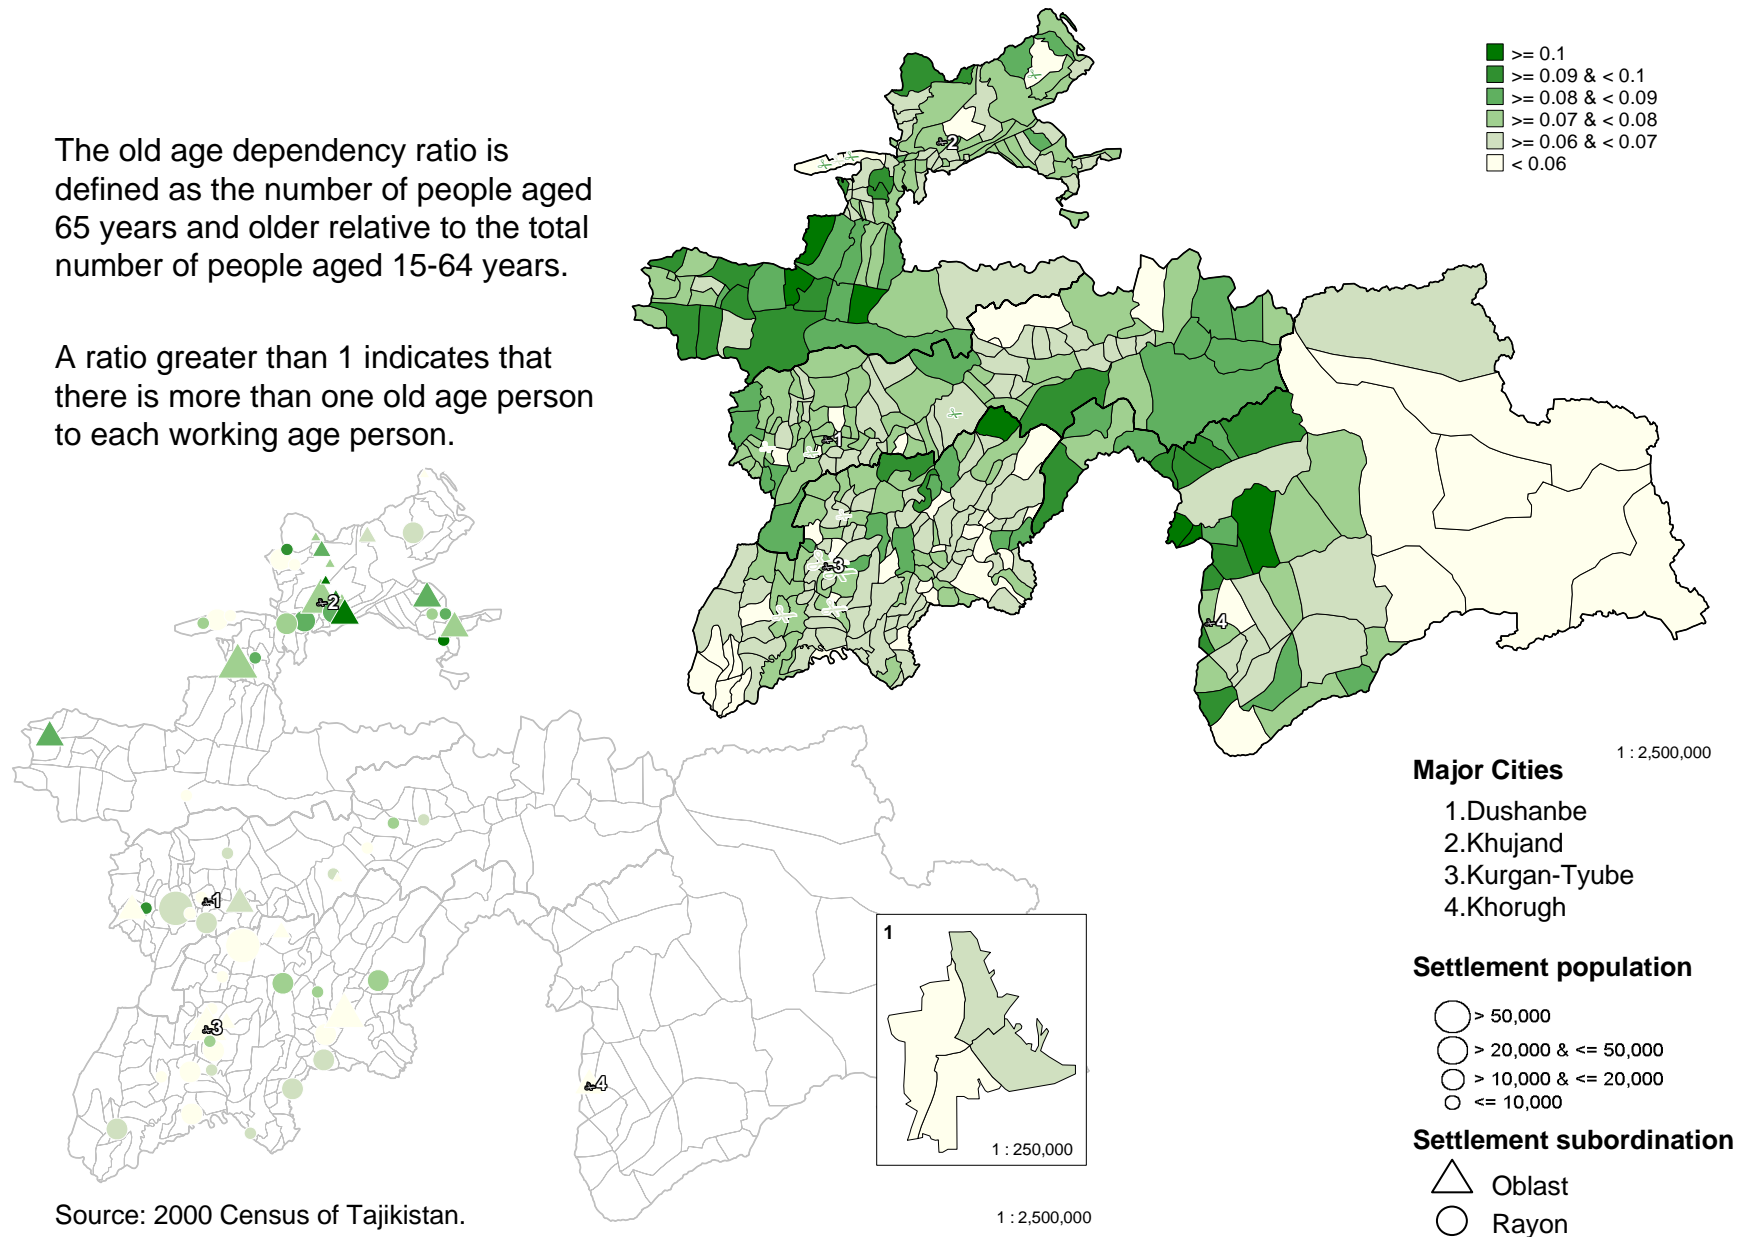 The old age dependency ratio is
defined as the number of people aged
65 years and older relative to the total
number of people aged 15-64 years.
A ratio greater than 1 indicates that
there is more than one old age person
to each working age person.
>= 0.1
>= 0.09 & < 0.1
>= 0.08 & < 0.09
>= 0.07 & < 0.08
>= 0.06 & < 0.07
< 0.06
2
1
3
4
1 : 2,500,000
2
1
3
4
1
1 : 250,000
1 : 2,500,000
Major Cities
1.Dushanbe
2.Khujand
3.Kurgan-Tyube
4.Khorugh
Settlement population
> 50,000
> 20,000 & <= 50,000
> 10,000 & <= 20,000
<= 10,000
Settlement subordination
Oblast
Rayon
Source: 2000 Census of Tajikistan.